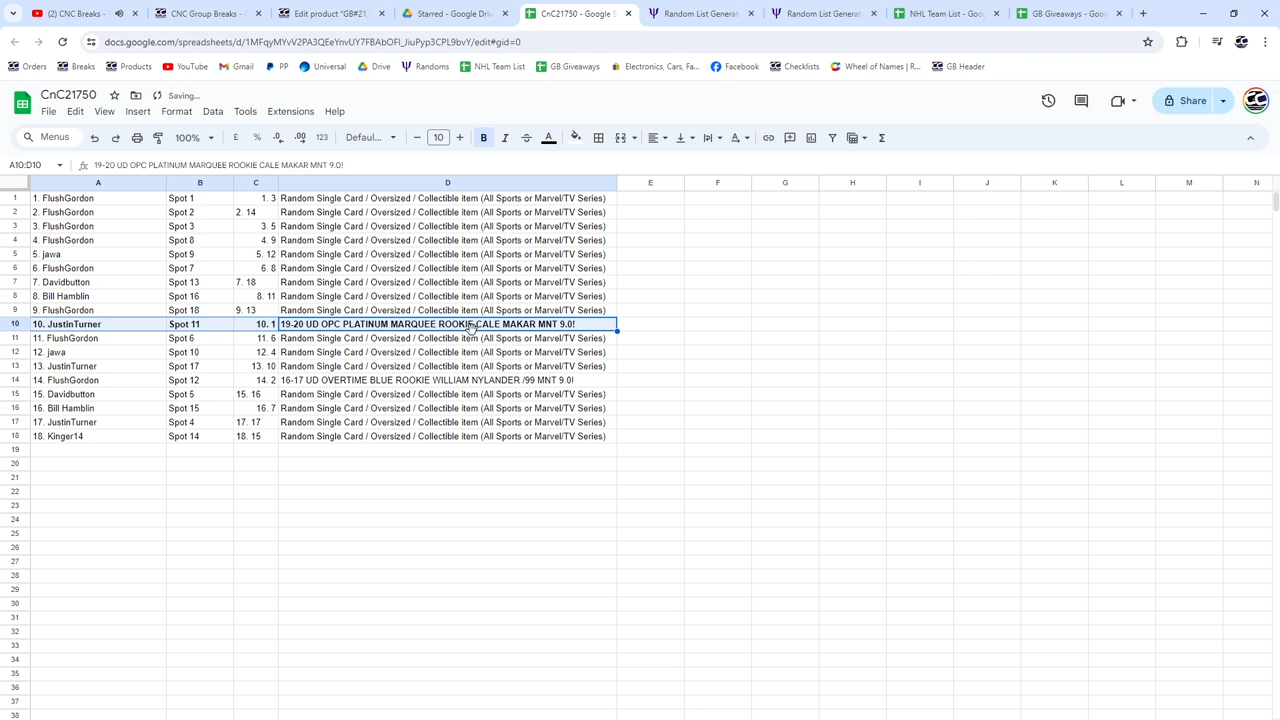 (2) CNC Breaks - CNC Group Breaks - Edit product "GB#21, Starred - Google Driv CnC21750 - Google S Random List Generat Random List Generat NHL Team List - Goo GB Giveaways - Goog
docs.google.com/spreadsheets/d/
Orders Breaks Products YouTube Gmail PP Universal Drive Randoms NHL Team List GB Giveaways Electronics, Cars, Fa... Facebook Checklists Wheel of Names | R... GB Header
CnC21750 Saving...
File Edit View Insert Format Data Tools Extensions Help
Share
Menus 100% £ % .0 .00 123 Defaul... 10 B I A
A10:D10 19-20 UD OPC PLATINUM MARQUEE ROOKIE CALE MAKAR MNT 9.0!
A B C D E F G H I J K L M N
1 1. FlushGordon Spot 1 1. 3 Random Single Card / Oversized / Collectible item (All Sports or Marvel/TV Series)
2 2. FlushGordon Spot 2 2. 14 Random Single Card / Oversized / Collectible item (All Sports or Marvel/TV Series)
3 3. FlushGordon Spot 3 3. 5 Random Single Card / Oversized / Collectible item (All Sports or Marvel/TV Series)
4 4. FlushGordon Spot 8 4. 9 Random Single Card / Oversized / Collectible item (All Sports or Marvel/TV Series)
5 5. jawa Spot 9 5. 12 Random Single Card / Oversized / Collectible item (All Sports or Marvel/TV Series)
6 6. FlushGordon Spot 7 6. 8 Random Single Card / Oversized / Collectible item (All Sports or Marvel/TV Series)
7 7. Davidbutton Spot 13 7. 18 Random Single Card / Oversized / Collectible item (All Sports or Marvel/TV Series)
8 8. Bill Hamblin Spot 16 8. 11 Random Single Card / Oversized / Collectible item (All Sports or Marvel/TV Series)
9 9. FlushGordon Spot 18 9. 13 Random Single Card / Oversized / Collectible item (All Sports or Marvel/TV Series)
10 10. JustinTurner Spot 11 10. 1 19-20 UD OPC PLATINUM MARQUEE ROOKIE CALE MAKAR MNT 9.0!
11 11. FlushGordon Spot 6 11. 6 Random Single Card / Oversized / Collectible item (All Sports or Marvel/TV Series)
12 12. jawa Spot 10 12. 4 Random Single Card / Oversized / Collectible item (All Sports or Marvel/TV Series)
13 13. JustinTurner Spot 17 13. 10 Random Single Card / Oversized / Collectible item (All Sports or Marvel/TV Series)
14 14. FlushGordon Spot 12 14. 2 16-17 UD OVERTIME BLUE ROOKIE WILLIAM NYLANDER /99 MNT 9.0!
15 15. Davidbutton Spot 5 15. 16 Random Single Card / Oversized / Collectible item (All Sports or Marvel/TV Series)
16 16. Bill Hamblin Spot 15 16. 7 Random Single Card / Oversized / Collectible item (All Sports or Marvel/TV Series)
17 17. JustinTurner Spot 4 17. 17 Random Single Card / Oversized / Collectible item (All Sports or Marvel/TV Series)
18 18. Kinger14 Spot 14 18. 15 Random Single Card / Oversized / Collectible item (All Sports or Marvel/TV Series)
19
20
21
22
23
24
25
26
27
28
29
30
31
32
33
34
35
36
37
38